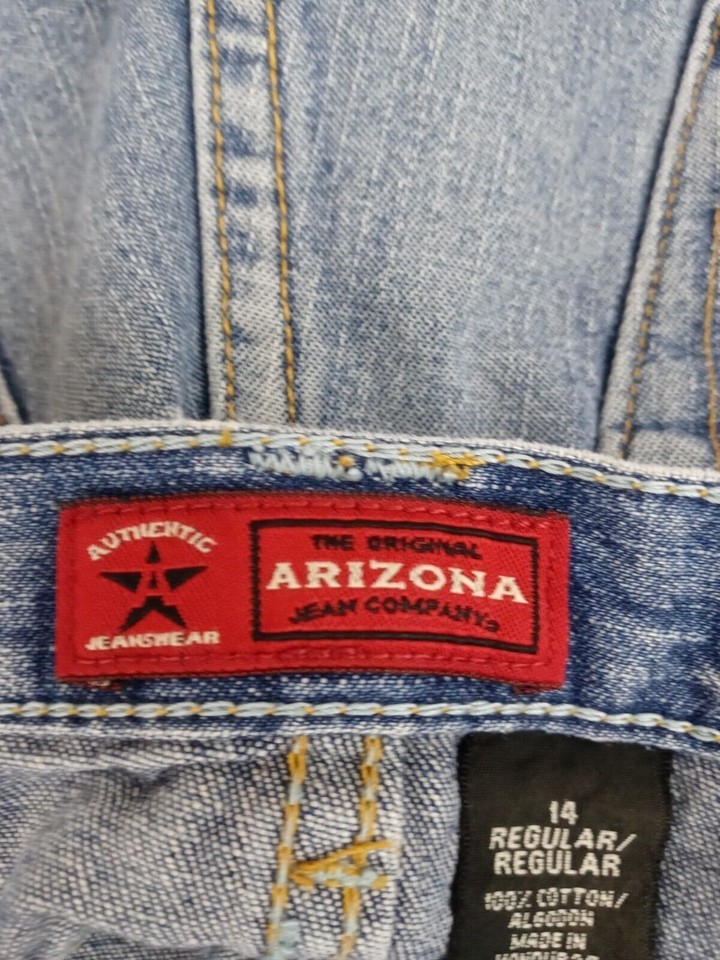 AUTHENTIC
JEANSWEAR
THE ORIGINAL
ARIZONA
JEAN COMPANY®
14
REGULAR/
REGULAR
100% COTTON/
ALGODON
MADE IN